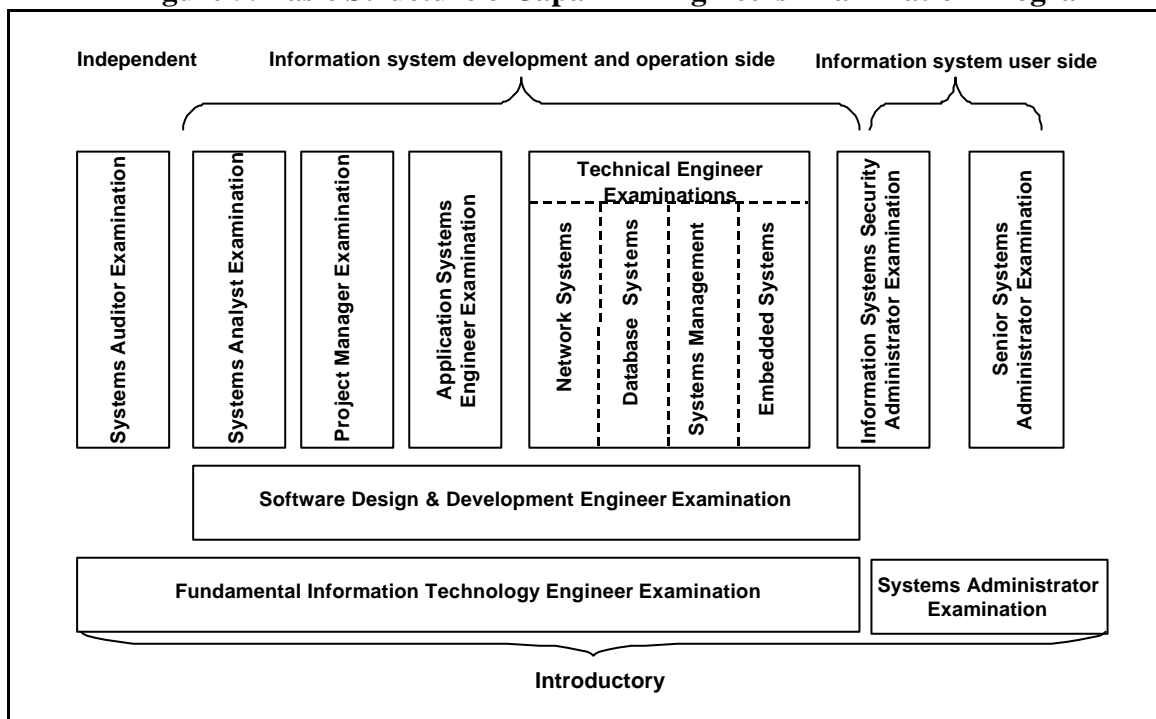 Independent
Information system development and operation side
Information system user side
Systems Auditor Examination
Systems Analyst Examination
Project Manager Examination
Application Systems
Engineer Examination
Technical Engineer
Examinations
Network Systems
Database Systems
Systems Management
Embedded Systems
Information Systems Security
Administrator Examination
Senior Systems
Administrator Examination
Software Design & Development Engineer Examination
Fundamental Information Technology Engineer Examination
Systems Administrator
Examination
Introductory